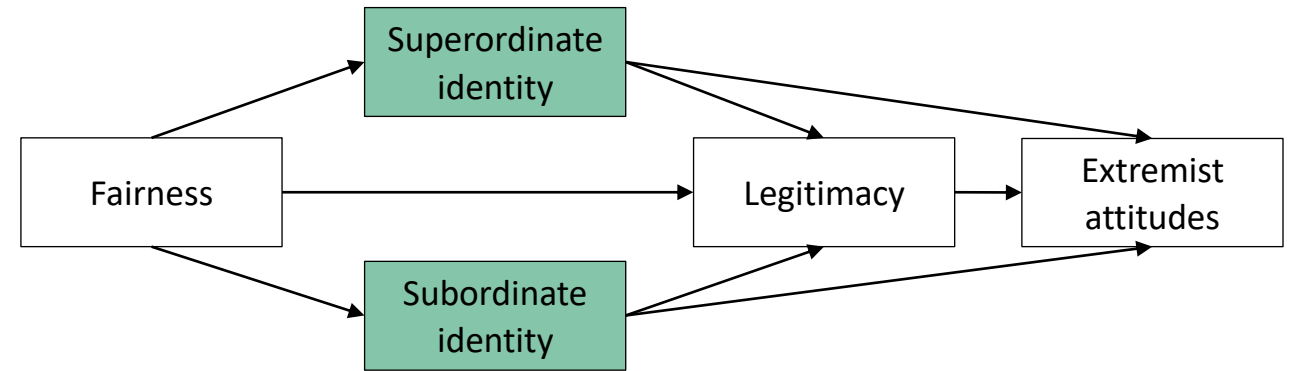 Superordinate
identity
Fairness
Legitimacy
Extremist
attitudes
Subordinate
identity